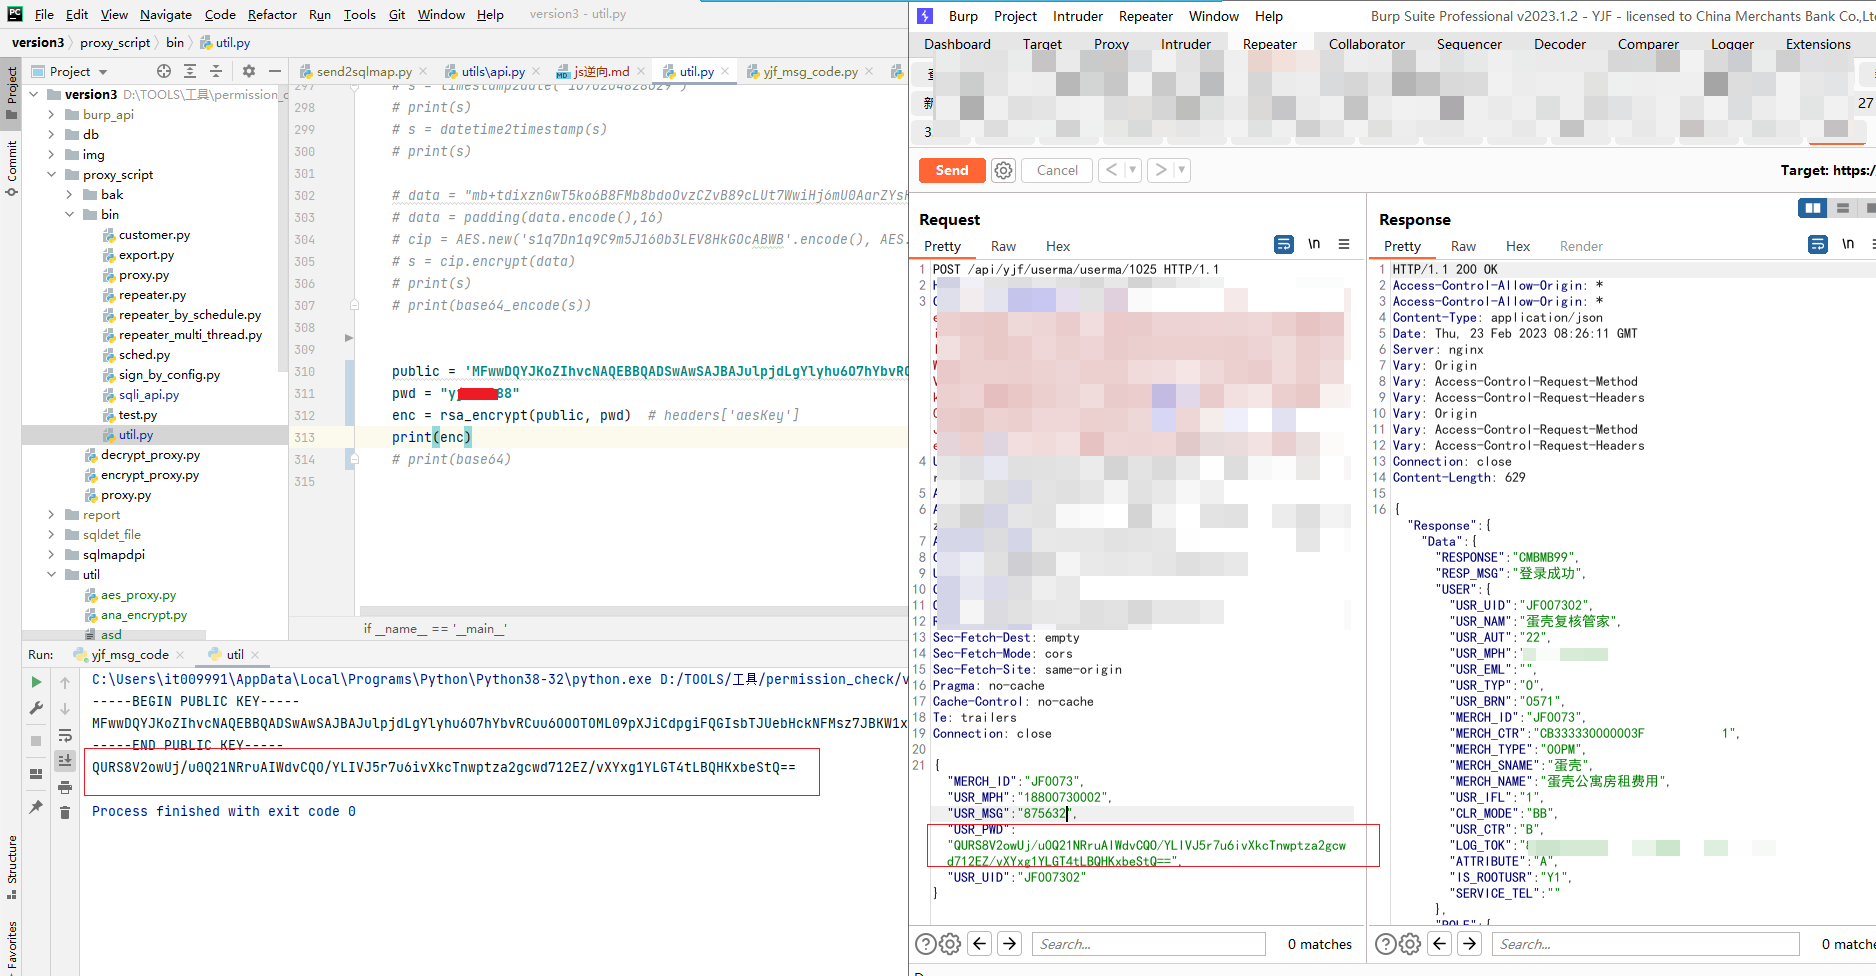 File Edit View Navigate Code Refactor Run Tools Git Window Help version3 - util.py
version3 proxy_script bin util.py
Project
send2sqlmap.py utils\api.py js逆向.md util.py yjf_msg_code.py
version3 D:\TOOLS\工具\permission_c
burp_api
db
img
proxy_script
bak
bin
customer.py
export.py
proxy.py
repeater.py
repeater_by_schedule.py
repeater_multi_thread.py
sched.py
sign_by_config.py
sqli_api.py
test.py
util.py
decrypt_proxy.py
encrypt_proxy.py
proxy.py
report
sqldet_file
sqlmapdpi
util
aes_proxy.py
ana_encrypt.py
asd
Project
Commit
Structure
Favorites
298 # print(s)
299 # s = datetime2timestamp(s)
300 # print(s)
301
302 # data = "mb+tdixznGwT5ko6B8FMb8bdoOvzCZvB89cLUt7WwiHj6mU0AarZYsH
303 # data = padding(data.encode(),16)
304 # cip = AES.new('s1q7Dn1q9C9m5J160b3LEV8HkGOcABWB'.encode(), AES.
305 # s = cip.encrypt(data)
306 # print(s)
307 # print(base64_encode(s))
308
309
310 public = 'MFwwDQYJKoZIhvcNAQEBBQADSwAwSAJBAJulpjdLgYlyhu6O7hYbvRC
311 pwd = "yj 88"
312 enc = rsa_encrypt(public, pwd) # headers['aesKey']
313 print(enc)
314 # print(base64)
315
if __name__ == '__main__'
Run: yjf_msg_code util
C:\Users\it009991\AppData\Local\Programs\Python\Python38-32\python.exe D:/TOOLS/工具/permission_check/v
-----BEGIN PUBLIC KEY-----
MFwwDQYJKoZIhvcNAQEBBQADSwAwSAJBAJulpjdLgYlyhu6O7hYbvRCuu6OOOTOML09pXJiCdpgiFQGIsbTJUebHckNFMsz7JBKW1x
-----END PUBLIC KEY-----
QURS8V2owUj/u0Q21NRruAIWdvCQO/YLIVJ5r7u6ivXkcTnwptza2gcwd712EZ/vXYxg1YLGT4tLBQHKxbeStQ==
Process finished with exit code 0
Burp Project Intruder Repeater Window Help Burp Suite Professional v2023.1.2 - YJF - licensed to China Merchants Bank Co.,Ltd
Dashboard Target Proxy Intruder Repeater Collaborator Sequencer Decoder Comparer Logger Extensions
27
3
Send Cancel Target: https:/
Request
Pretty Raw Hex
\n
1 POST /api/yjf/userma/userma/1025 HTTP/1.1
2
3
4
5
6
7
8
9
10
11
12
13 Sec-Fetch-Dest: empty
14 Sec-Fetch-Mode: cors
15 Sec-Fetch-Site: same-origin
16 Pragma: no-cache
17 Cache-Control: no-cache
18 Te: trailers
19 Connection: close
20
21 {
"MERCH_ID":"JF0073",
"USR_MPH":"18800730002",
"USR_MSG":"875632",
"USR_PWD":
"QURS8V2owUj/u0Q21NRruAIWdvCQO/YLIVJ5r7u6ivXkcTnwptza2gcw
d712EZ/vXYxg1YLGT4tLBQHKxbeStQ==",
"USR_UID":"JF007302"
}
Search... 0 matches
Response
Pretty Raw Hex Render
\n
1 HTTP/1.1 200 OK
2 Access-Control-Allow-Origin: *
3 Access-Control-Allow-Origin: *
4 Content-Type: application/json
5 Date: Thu, 23 Feb 2023 08:26:11 GMT
6 Server: nginx
7 Vary: Origin
8 Vary: Access-Control-Request-Method
9 Vary: Access-Control-Request-Headers
10 Vary: Origin
11 Vary: Access-Control-Request-Method
12 Vary: Access-Control-Request-Headers
13 Connection: close
14 Content-Length: 629
15
16 {
"Response":{
"Data":{
"RESPONSE":"CMBMB99",
"RESP_MSG":"登录成功",
"USER":{
"USR_UID":"JF007302",
"USR_NAM":"蛋壳复核管家",
"USR_AUT":"22",
"USR_MPH":
"USR_EML":"",
"USR_TYP":"0",
"USR_BRN":"0571",
"MERCH_ID":"JF0073",
"MERCH_CTR":"CB333330000003F 1",
"MERCH_TYPE":"OOPM",
"MERCH_SNAME":"蛋壳",
"MERCH_NAME":"蛋壳公寓房租费用",
"USR_IFL":"1",
"CLR_MODE":"BB",
"USR_CTR":"B",
"LOG_TOK":
"ATTRIBUTE":"A",
"IS_ROOTUSR":"Y1",
"SERVICE_TEL":""
},
Search... 0 matche